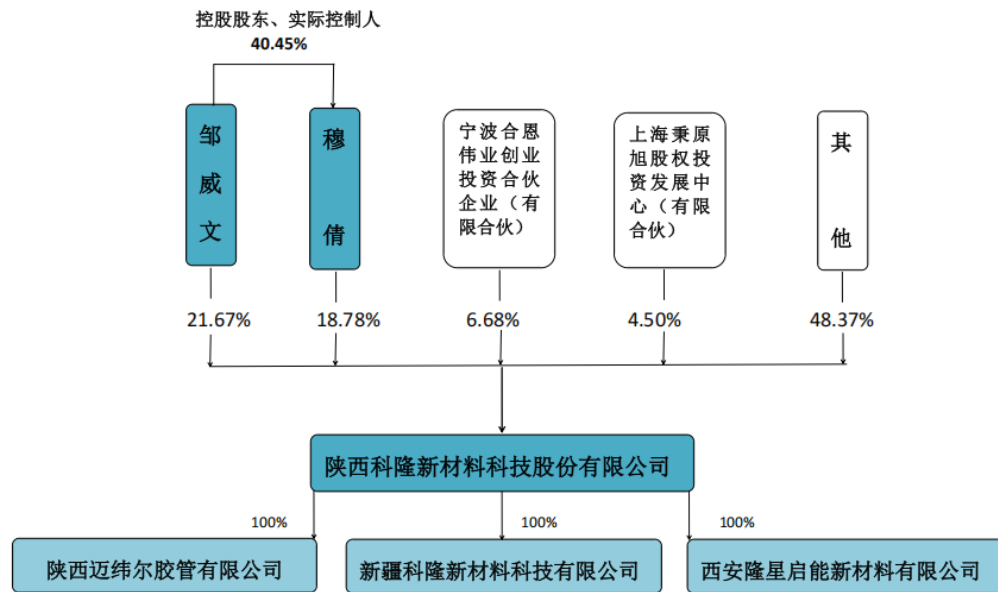 控股股东、实际控制人
40.45%
邹威文
穆倩
宁波合恩
伟业创业
投资合伙
企业（有
限合伙）
上海秉原
旭股权投
资发展中
心（有限
合伙）
其他
21.67%
18.78%
6.68%
4.50%
48.37%
陕西科隆新材料科技股份有限公司
100%
100%
100%
陕西迈纬尔胶管有限公司
新疆科隆新材料科技有限公司
西安隆星启能新材料有限公司